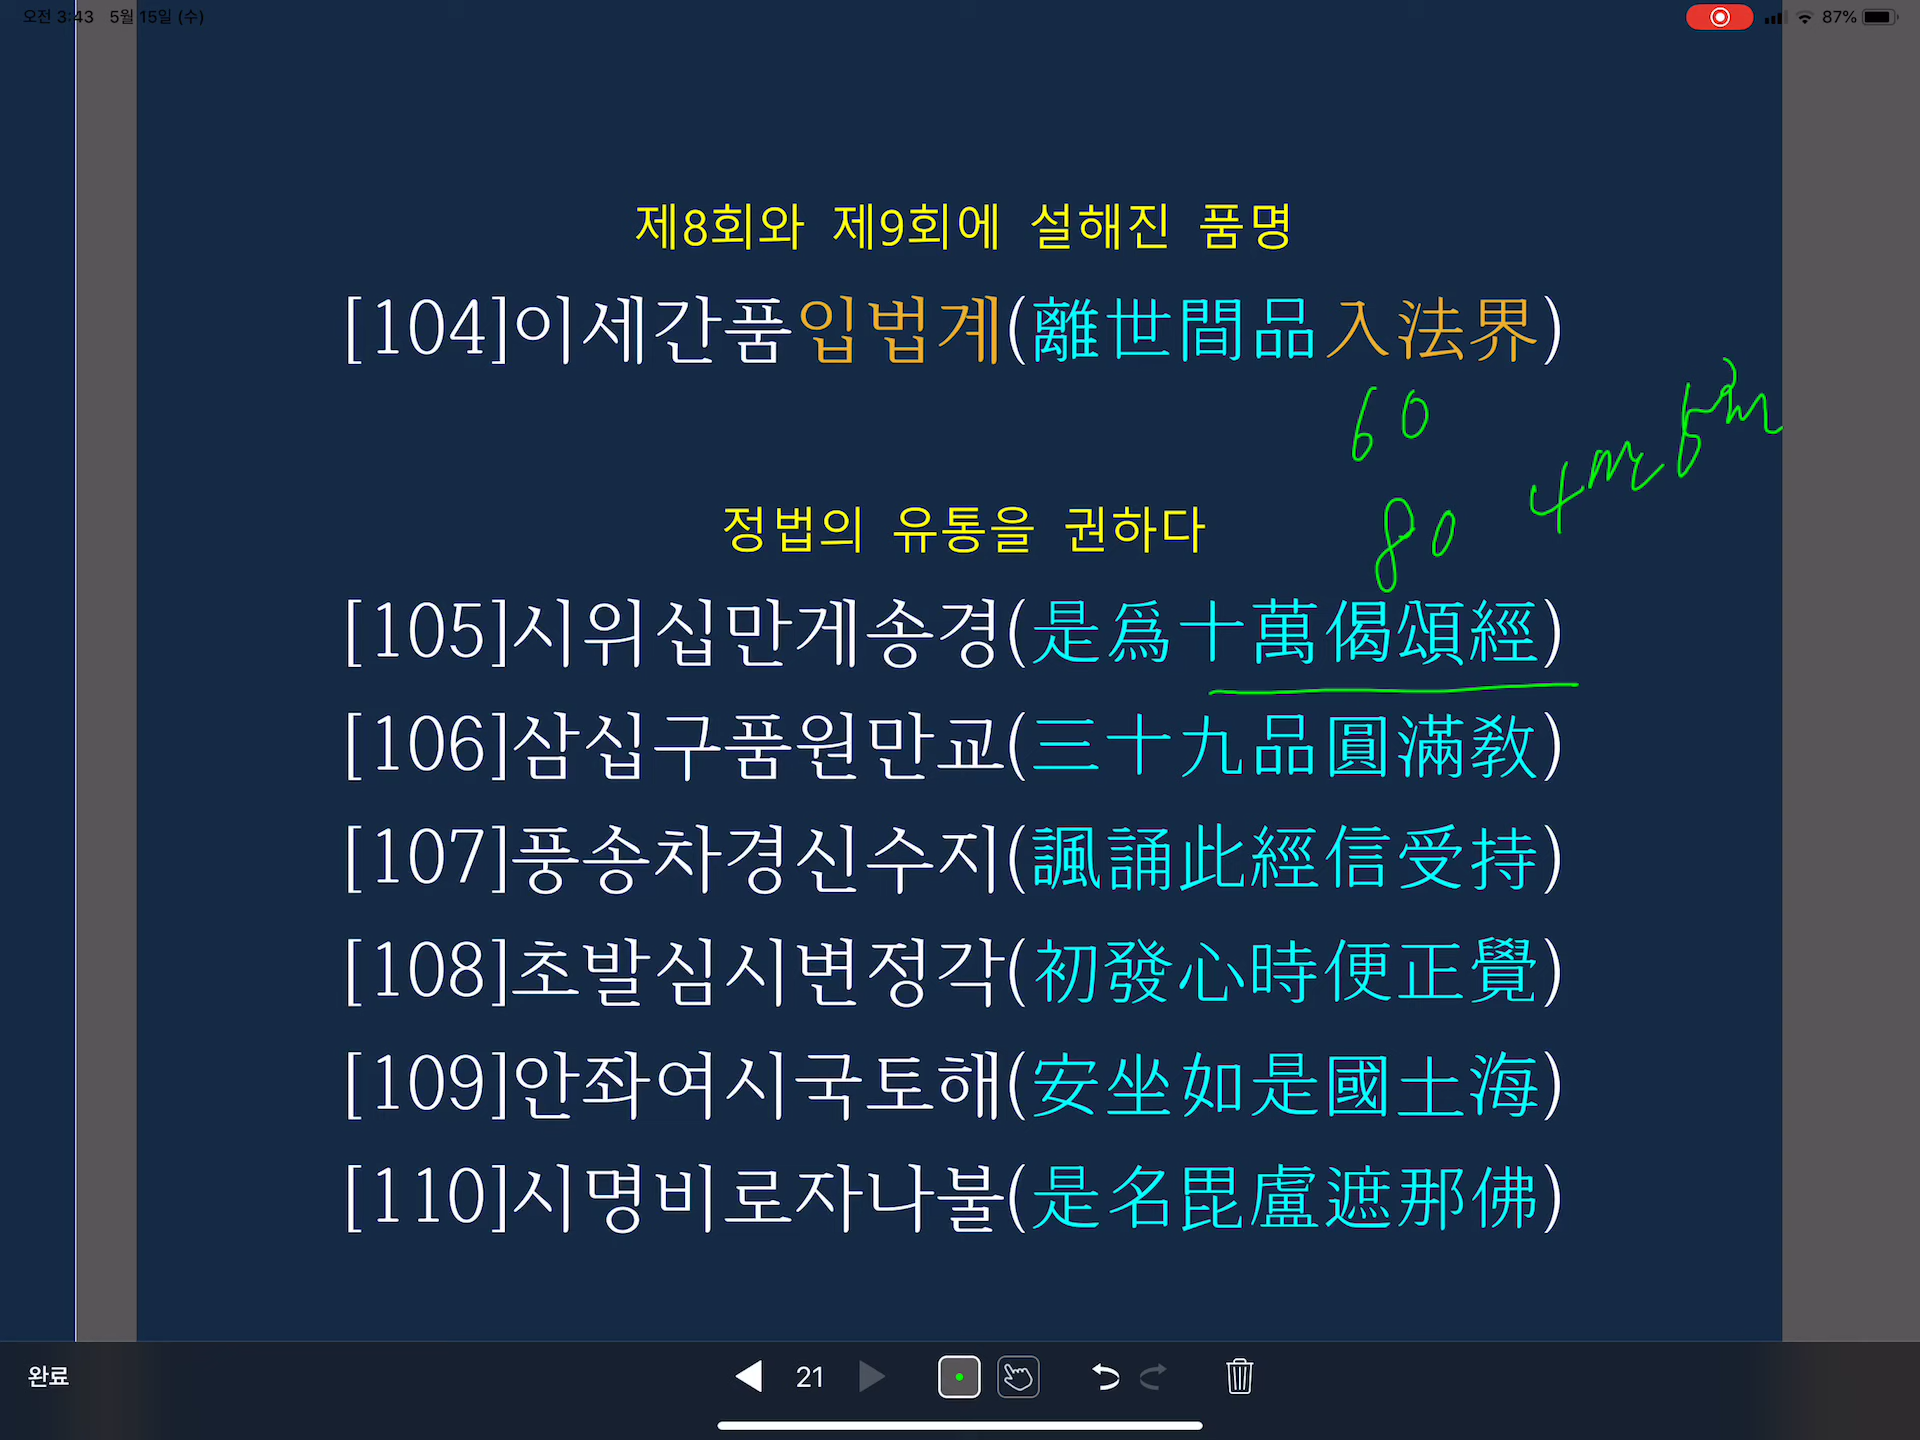 오전 3:43 5월 15일 (수)
87%
제8회와 제9회에 설해진 품명
[104]이세간품입법계(離世間品入法界)
60
4만 5천
80
정법의 유통을 권하다
[105]시위십만게송경(是爲十萬偈頌經)
[106]삼십구품원만교(三十九品圓滿敎)
[107]풍송차경신수지(諷誦此經信受持)
[108]초발심시변정각(初發心時便正覺)
[109]안좌여시국토해(安坐如是國土海)
[110]시명비로자나불(是名毘盧遮那佛)
완료
21